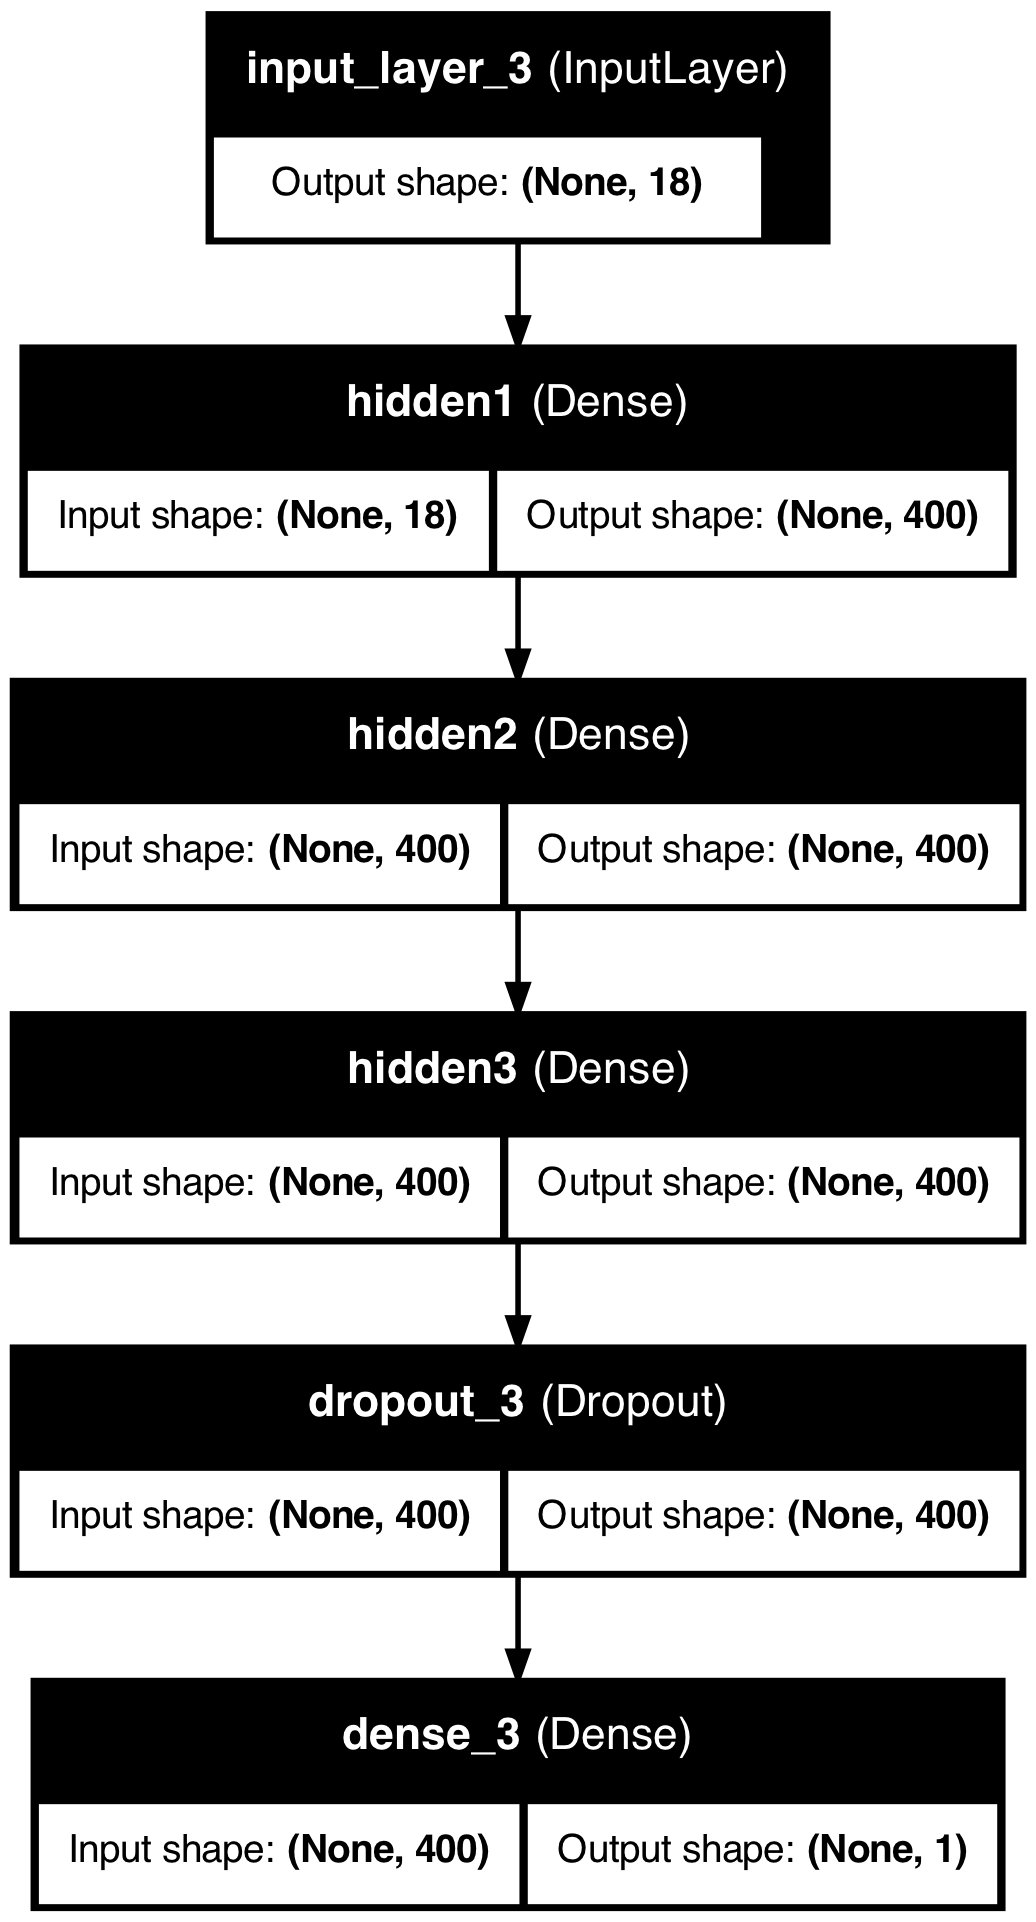 input_layer_3 (InputLayer)
Output shape: (None, 18)
hidden1 (Dense)
Input shape: (None, 18) Output shape: (None, 400)
hidden2 (Dense)
Input shape: (None, 400) Output shape: (None, 400)
hidden3 (Dense)
Input shape: (None, 400) Output shape: (None, 400)
dropout_3 (Dropout)
Input shape: (None, 400) Output shape: (None, 400)
dense_3 (Dense)
Input shape: (None, 400) Output shape: (None, 1)